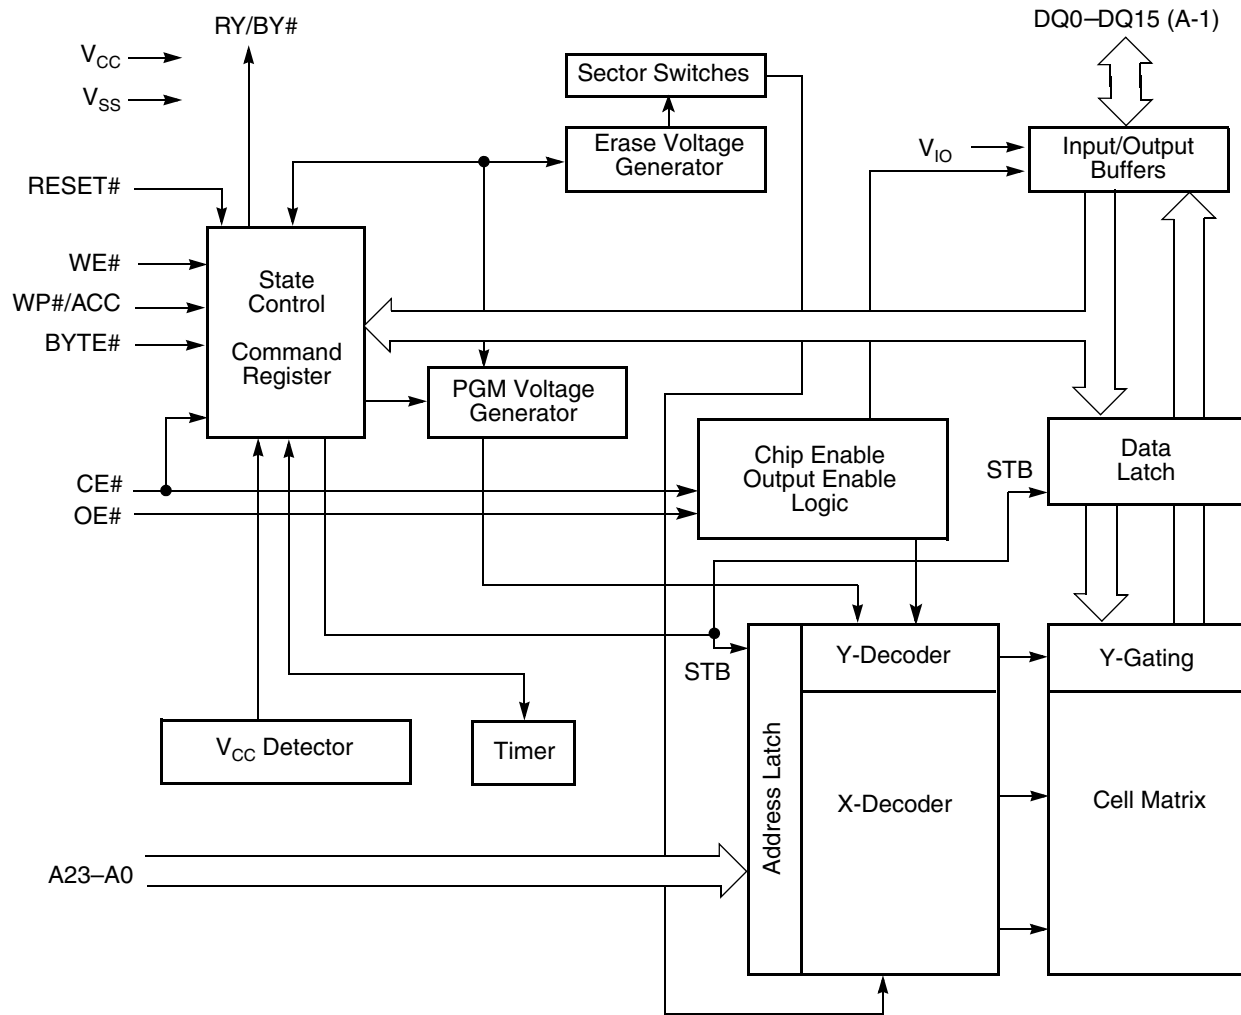 RY/BY#
DQ0–DQ15 (A-1)
VCC
VSS
Sector Switches
Erase Voltage
Generator
VIO
Input/Output
Buffers
RESET#
WE#
WP#/ACC
BYTE#
State
Control
Command
Register
PGM Voltage
Generator
CE#
OE#
Chip Enable
Output Enable
Logic
STB
Data
Latch
STB
Y-Decoder
Y-Gating
VCC Detector
Timer
Address Latch
X-Decoder
Cell Matrix
A23–A0